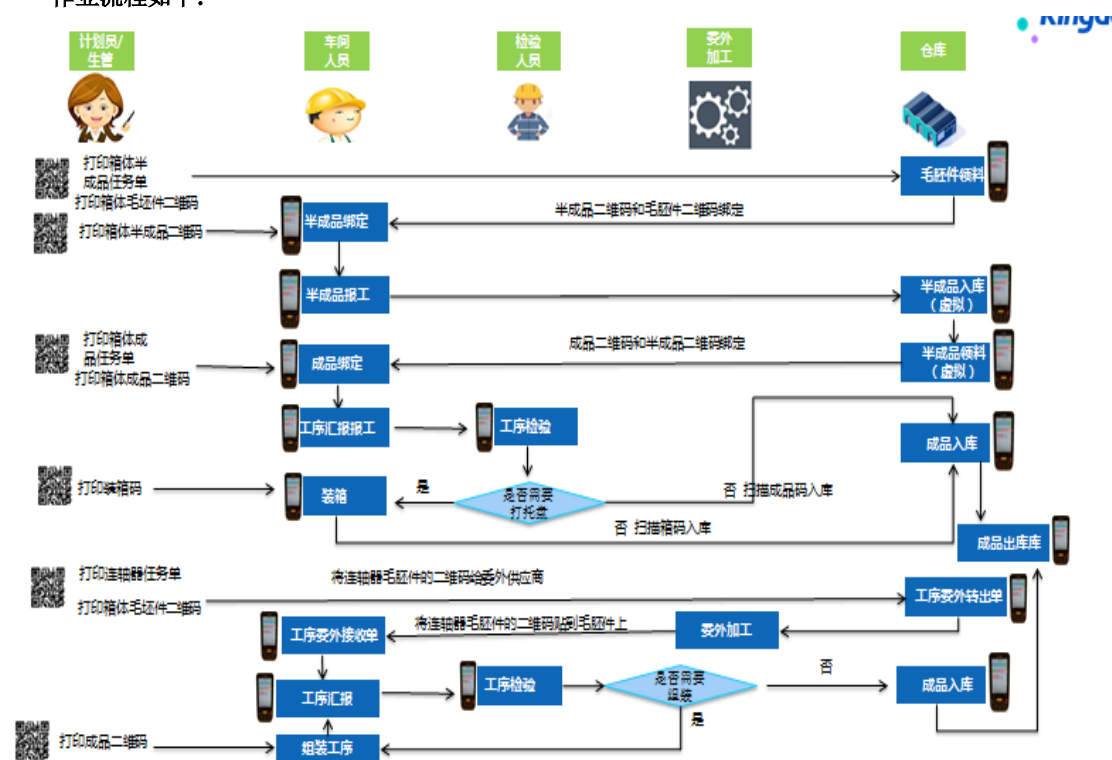 作业流程如下：
计划员/
生管
车间
人员
检验
人员
委外
加工
仓库
打印箱体半
成品任务单
打印箱体毛坯件二维码
毛胚件领料
半成品二维码和毛胚件二维码绑定
打印箱体半成品二维码
半成品绑定
半成品报工
半成品入库
（虚拟）
打印箱体成
品任务单
打印箱体成品二维码
成品绑定
成品二维码和半成品二维码绑定
半成品领料
（虚拟）
工序汇报报工
工序检验
成品入库
打印装箱码
装箱
是
是否需要
打托盘
否 扫描成品码入库
否 扫描箱码入库
成品出库库
打印连轴器任务单
将连轴器毛胚件的二维码给委外供应商
打印箱体毛坯件二维码
工序委外转出单
工序委外接收单
将连轴器毛胚件的二维码贴到毛胚件上
委外加工
工序汇报
工序检验
是否需要
组装
否
成品入库
是
打印成品二维码
组装工序